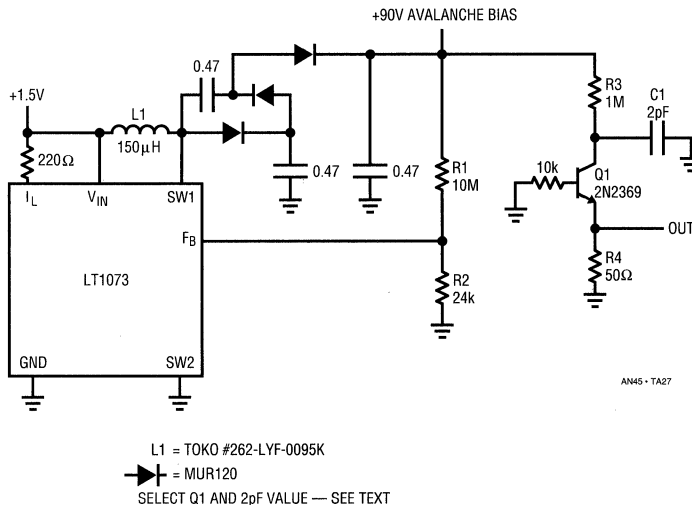 +90V AVALANCHE BIAS
0.47
+1.5V
L1
150µH
220Ω
0.47
0.47
R1
10M
R3
1M
C1
2pF
10k
Q1
2N2369
OUT
R4
50Ω
IL
VIN
SW1
FB
LT1073
R2
24k
GND
SW2
AN45 • TA27
L1 = TOKO #262-LYF-0095K
= MUR120
SELECT Q1 AND 2pF VALUE — SEE TEXT